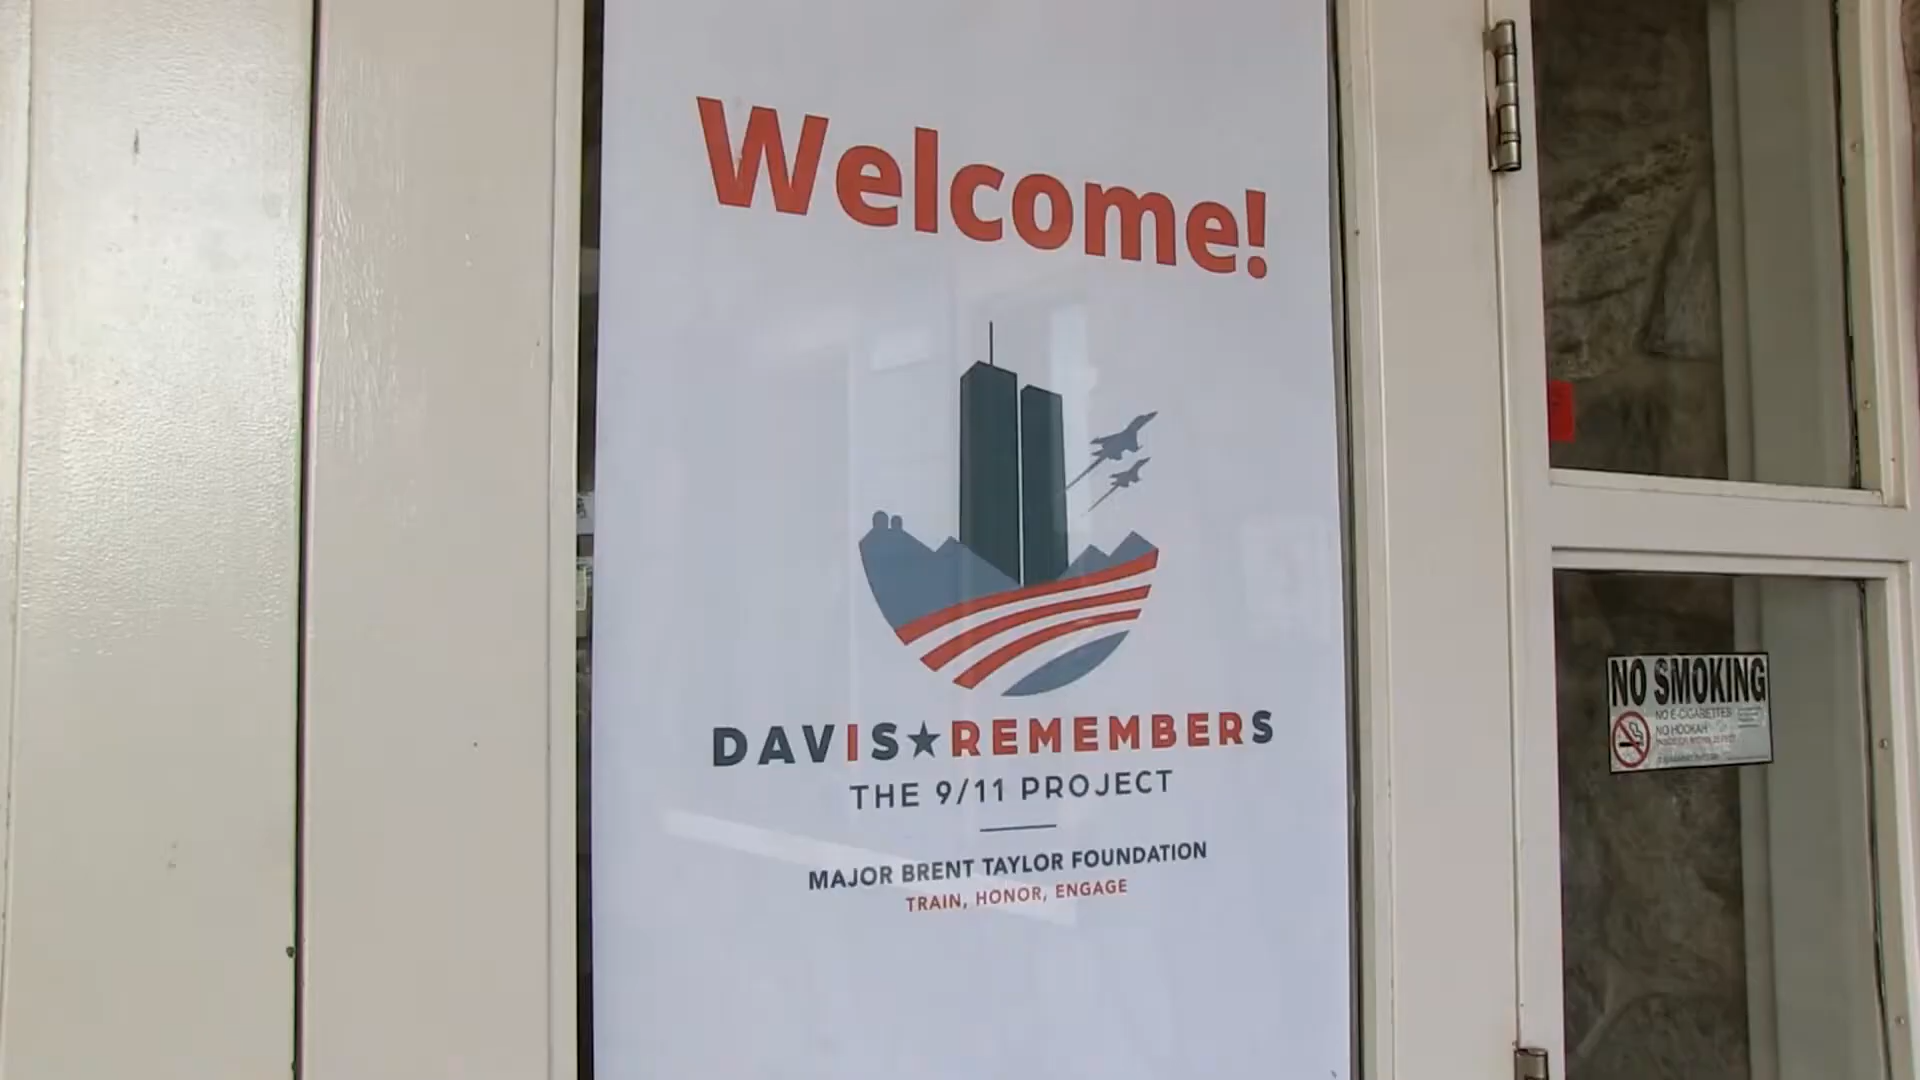 Welcome!
DAVIS★REMEMBERS
THE 9/11 PROJECT
MAJOR BRENT TAYLOR FOUNDATION
TRAIN, HONOR, ENGAGE
NO SMOKING
NO E-CIGARETTES
NO HOOKAH